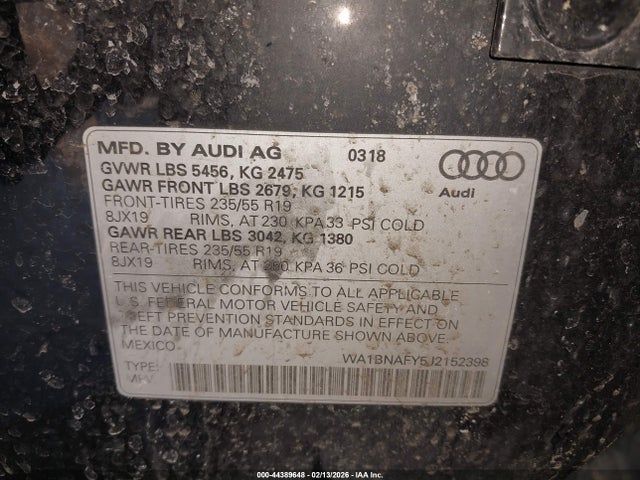 MFD. BY AUDI AG 0318
GVWR LBS 5456, KG 2475
GAWR FRONT LBS 2679, KG 1215
FRONT-TIRES 235/55 R19
8JX19 RIMS, AT 230 KPA 33 PSI COLD
GAWR REAR LBS 3042, KG 1380
REAR-TIRES 235/55 R19
8JX19 RIMS, AT 250 KPA 36 PSI COLD
Audi
THIS VEHICLE CONFORMS TO ALL APPLICABLE
U.S. FEDERAL MOTOR VEHICLE SAFETY AND
THEFT PREVENTION STANDARDS IN EFFECT ON
THE DATE OF MANUFACTURE SHOWN ABOVE.
MEXICO
WA1BNAFY5J2152398
TYPE:
MPV
000-44389648 - 02/13/2026 - IAA Inc.